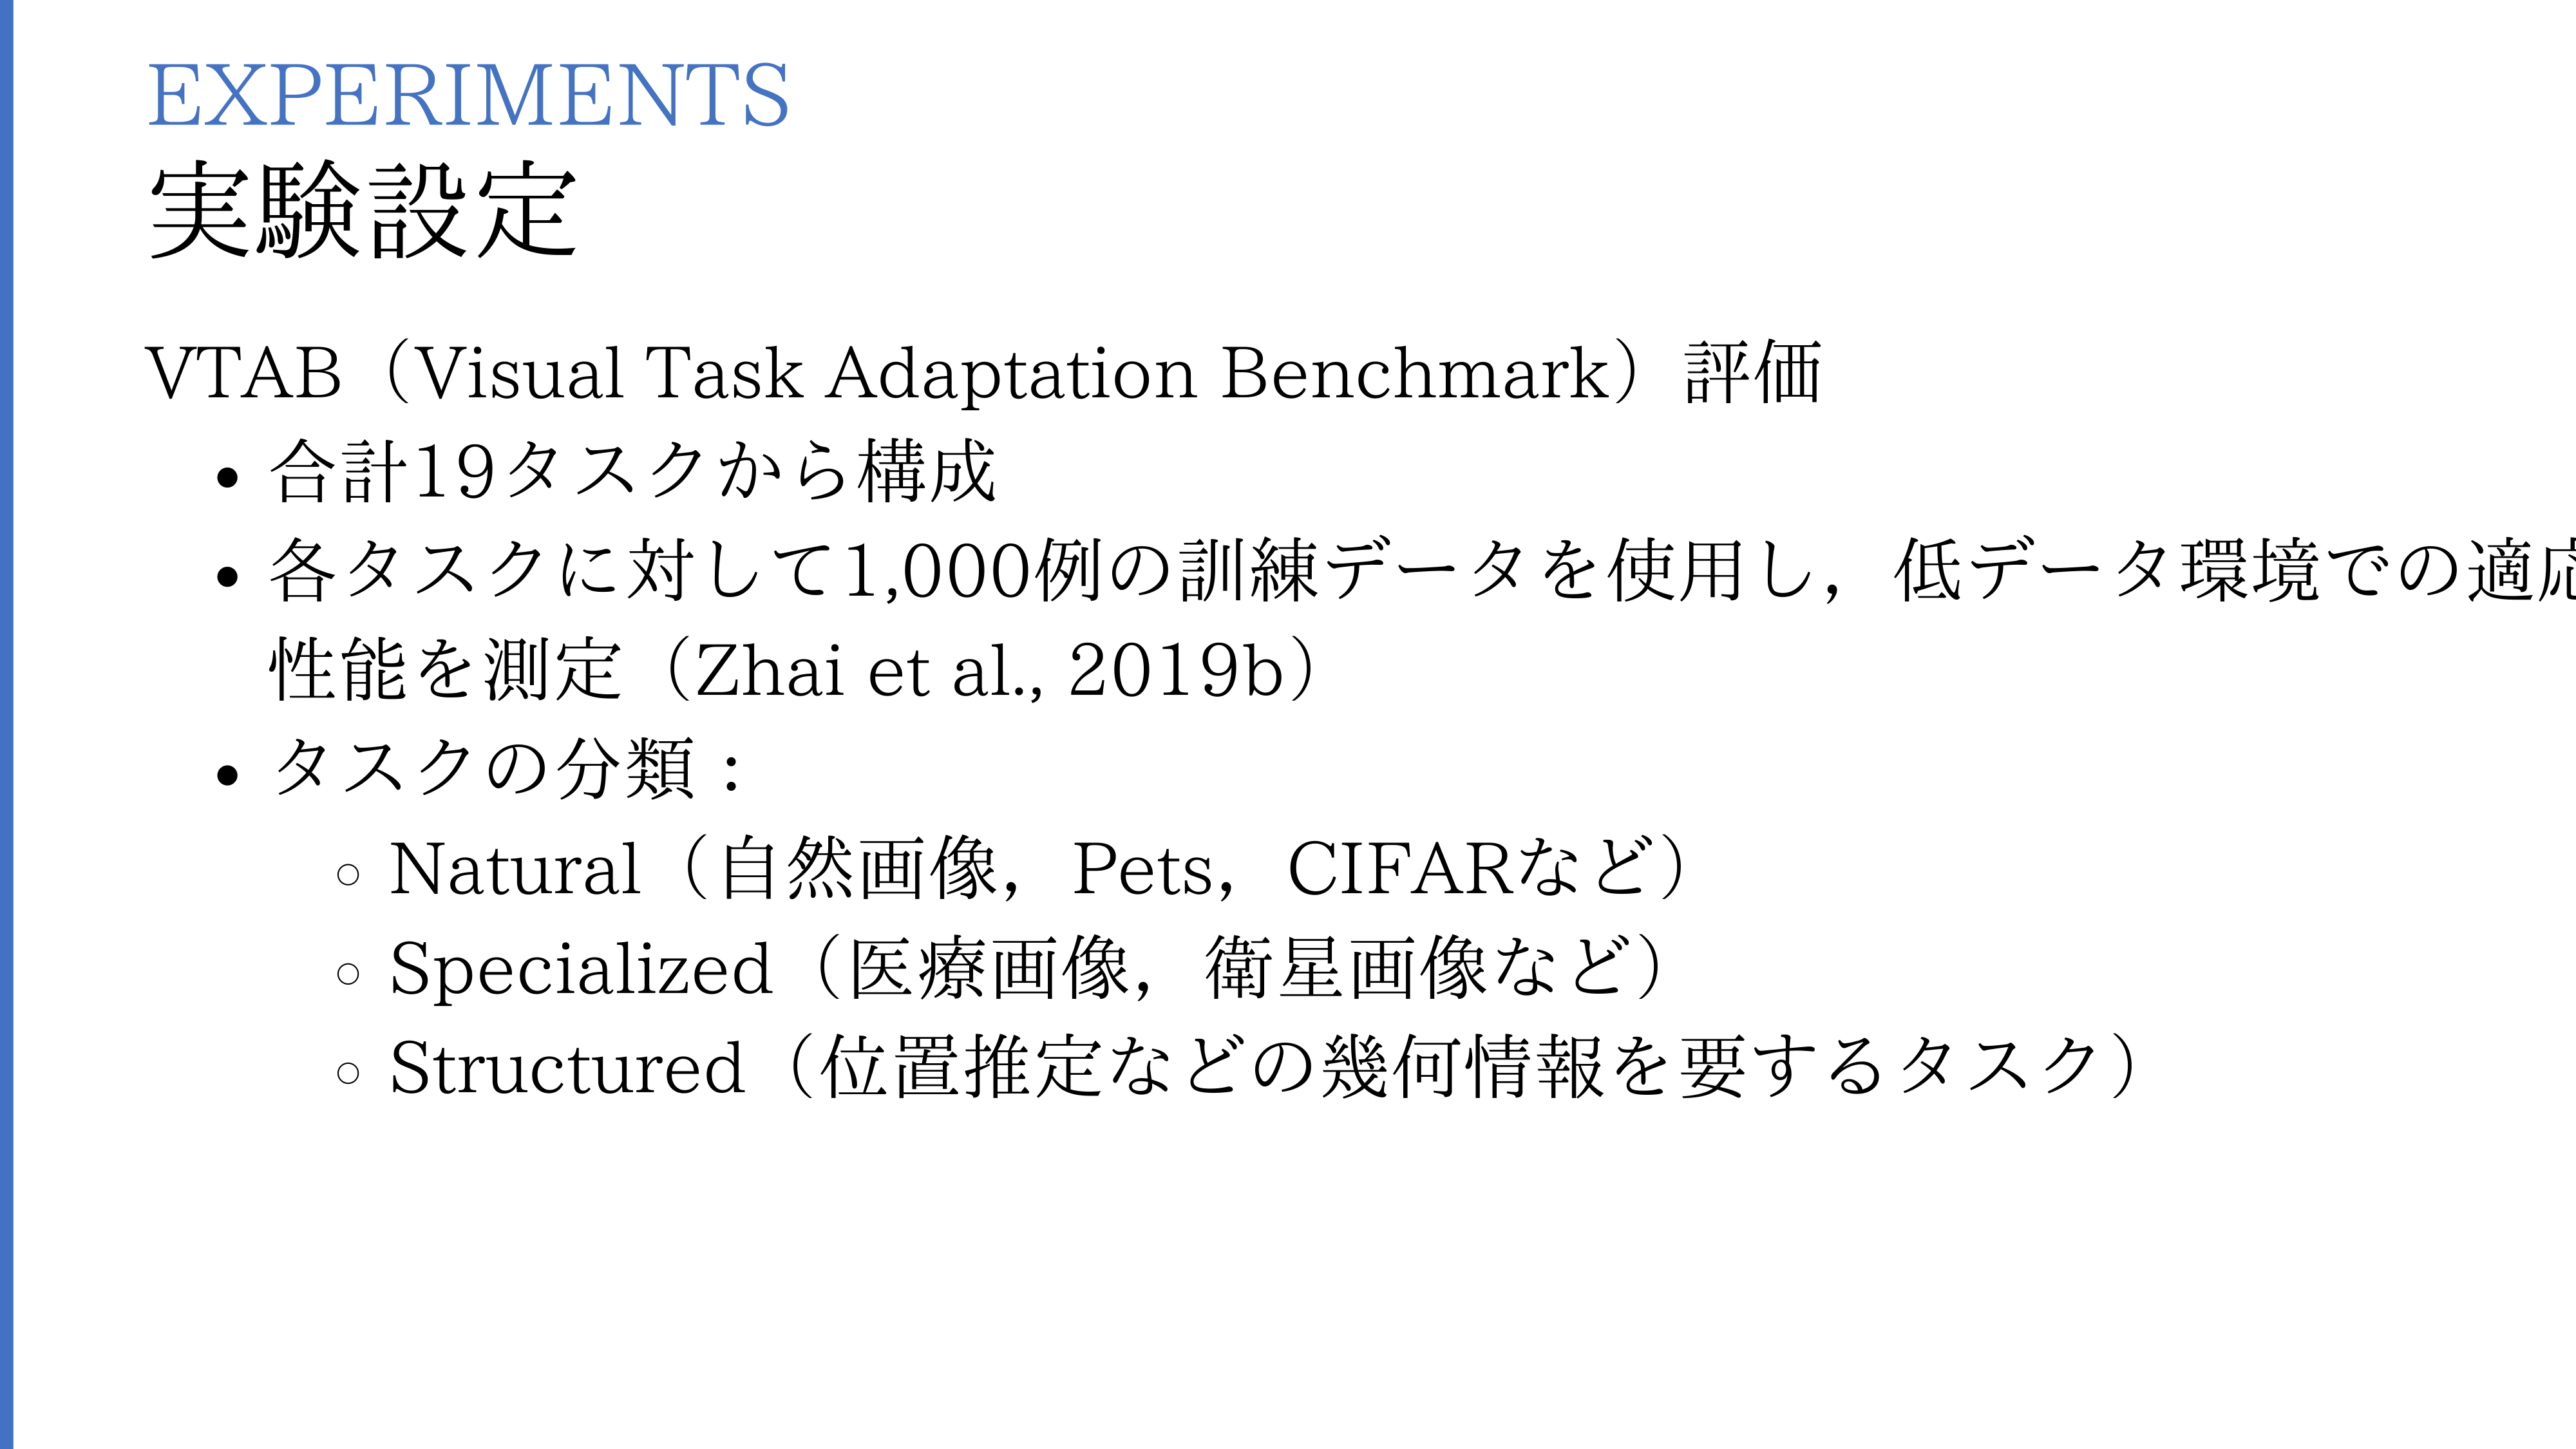 EXPERIMENTS
実験設定
VTAB（Visual Task Adaptation Benchmark）評価
• 合計19タスクから構成
• 各タスクに対して1,000例の訓練データを使用し，低データ環境での適応
性能を測定（Zhai et al., 2019b）
• タスクの分類：
◦ Natural（自然画像，Pets，CIFARなど）
◦ Specialized（医療画像，衛星画像など）
◦ Structured（位置推定などの幾何情報を要するタスク）